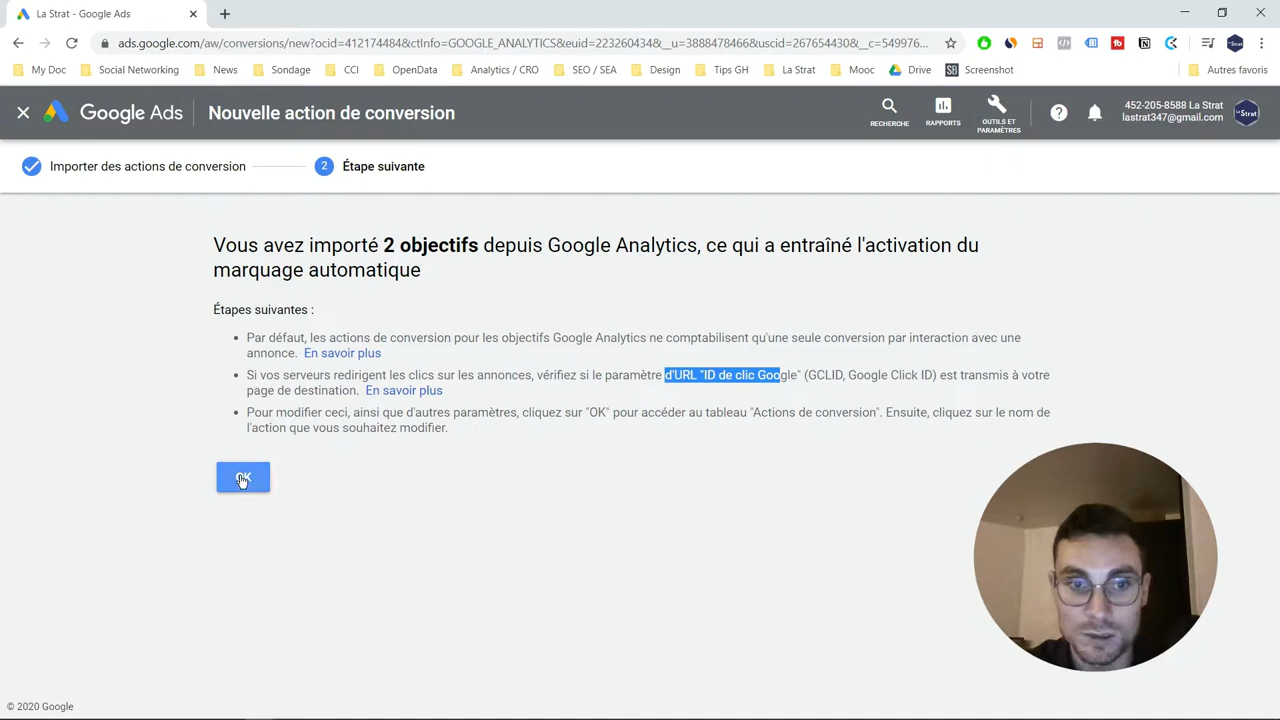 La Strat - Google Ads
ads.google.com/aw/conversions/new?ocid=412174484&stInfo=GOOGLE_ANALYTICS&euid=223260434&__u=3888478466&uscid=267654430&__c=549976...
My Doc
Social Networking
News
Sondage
CCI
OpenData
Analytics / CRO
SEO / SEA
Design
Tips GH
La Strat
Mooc
Drive
Screenshot
Autres favoris
Google Ads
Nouvelle action de conversion
RECHERCHE
RAPPORTS
OUTILS ET
PARAMÈTRES
452-205-8588 La Strat
lastrat347@gmail.com
Importer des actions de conversion
2
Étape suivante
Vous avez importé 2 objectifs depuis Google Analytics, ce qui a entraîné l'activation du
marquage automatique
Étapes suivantes :
Par défaut, les actions de conversion pour les objectifs Google Analytics ne comptabilisent qu'une seule conversion par interaction avec une
annonce. En savoir plus
Si vos serveurs redirigent les clics sur les annonces, vérifiez si le paramètre d'URL "ID de clic Google" (GCLID, Google Click ID) est transmis à votre
page de destination. En savoir plus
Pour modifier ceci, ainsi que d'autres paramètres, cliquez sur "OK" pour accéder au tableau "Actions de conversion". Ensuite, cliquez sur le nom de
l'action que vous souhaitez modifier.
OK
© 2020 Google